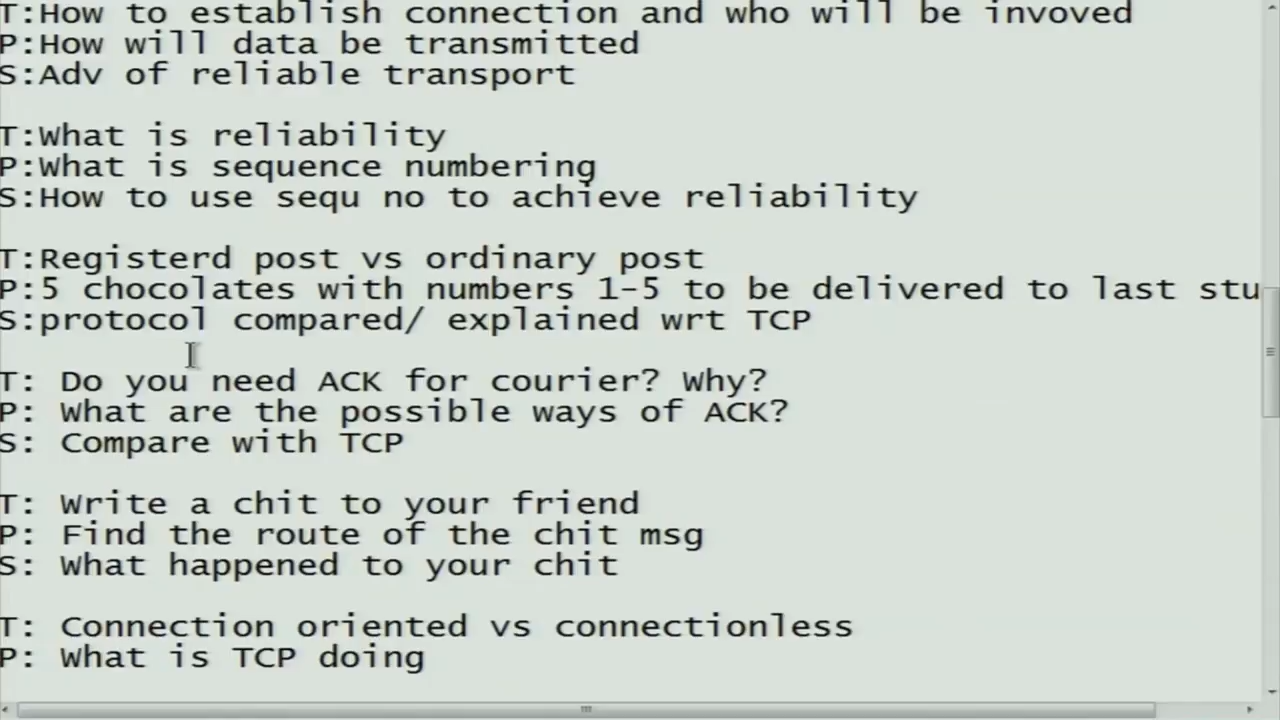 T:How to establish connection and who will be invoved
P:How will data be transmitted
S:Adv of reliable transport
T:What is reliability
P:What is sequence numbering
S:How to use sequ no to achieve reliability
T:Registerd post vs ordinary post
P:5 chocolates with numbers 1-5 to be delivered to last stu
S:protocol compared/ explained wrt TCP
T: Do you need ACK for courier? Why?
P: What are the possible ways of ACK?
S: Compare with TCP
T: Write a chit to your friend
P: Find the route of the chit msg
S: What happened to your chit
T: Connection oriented vs connectionless
P: What is TCP doing